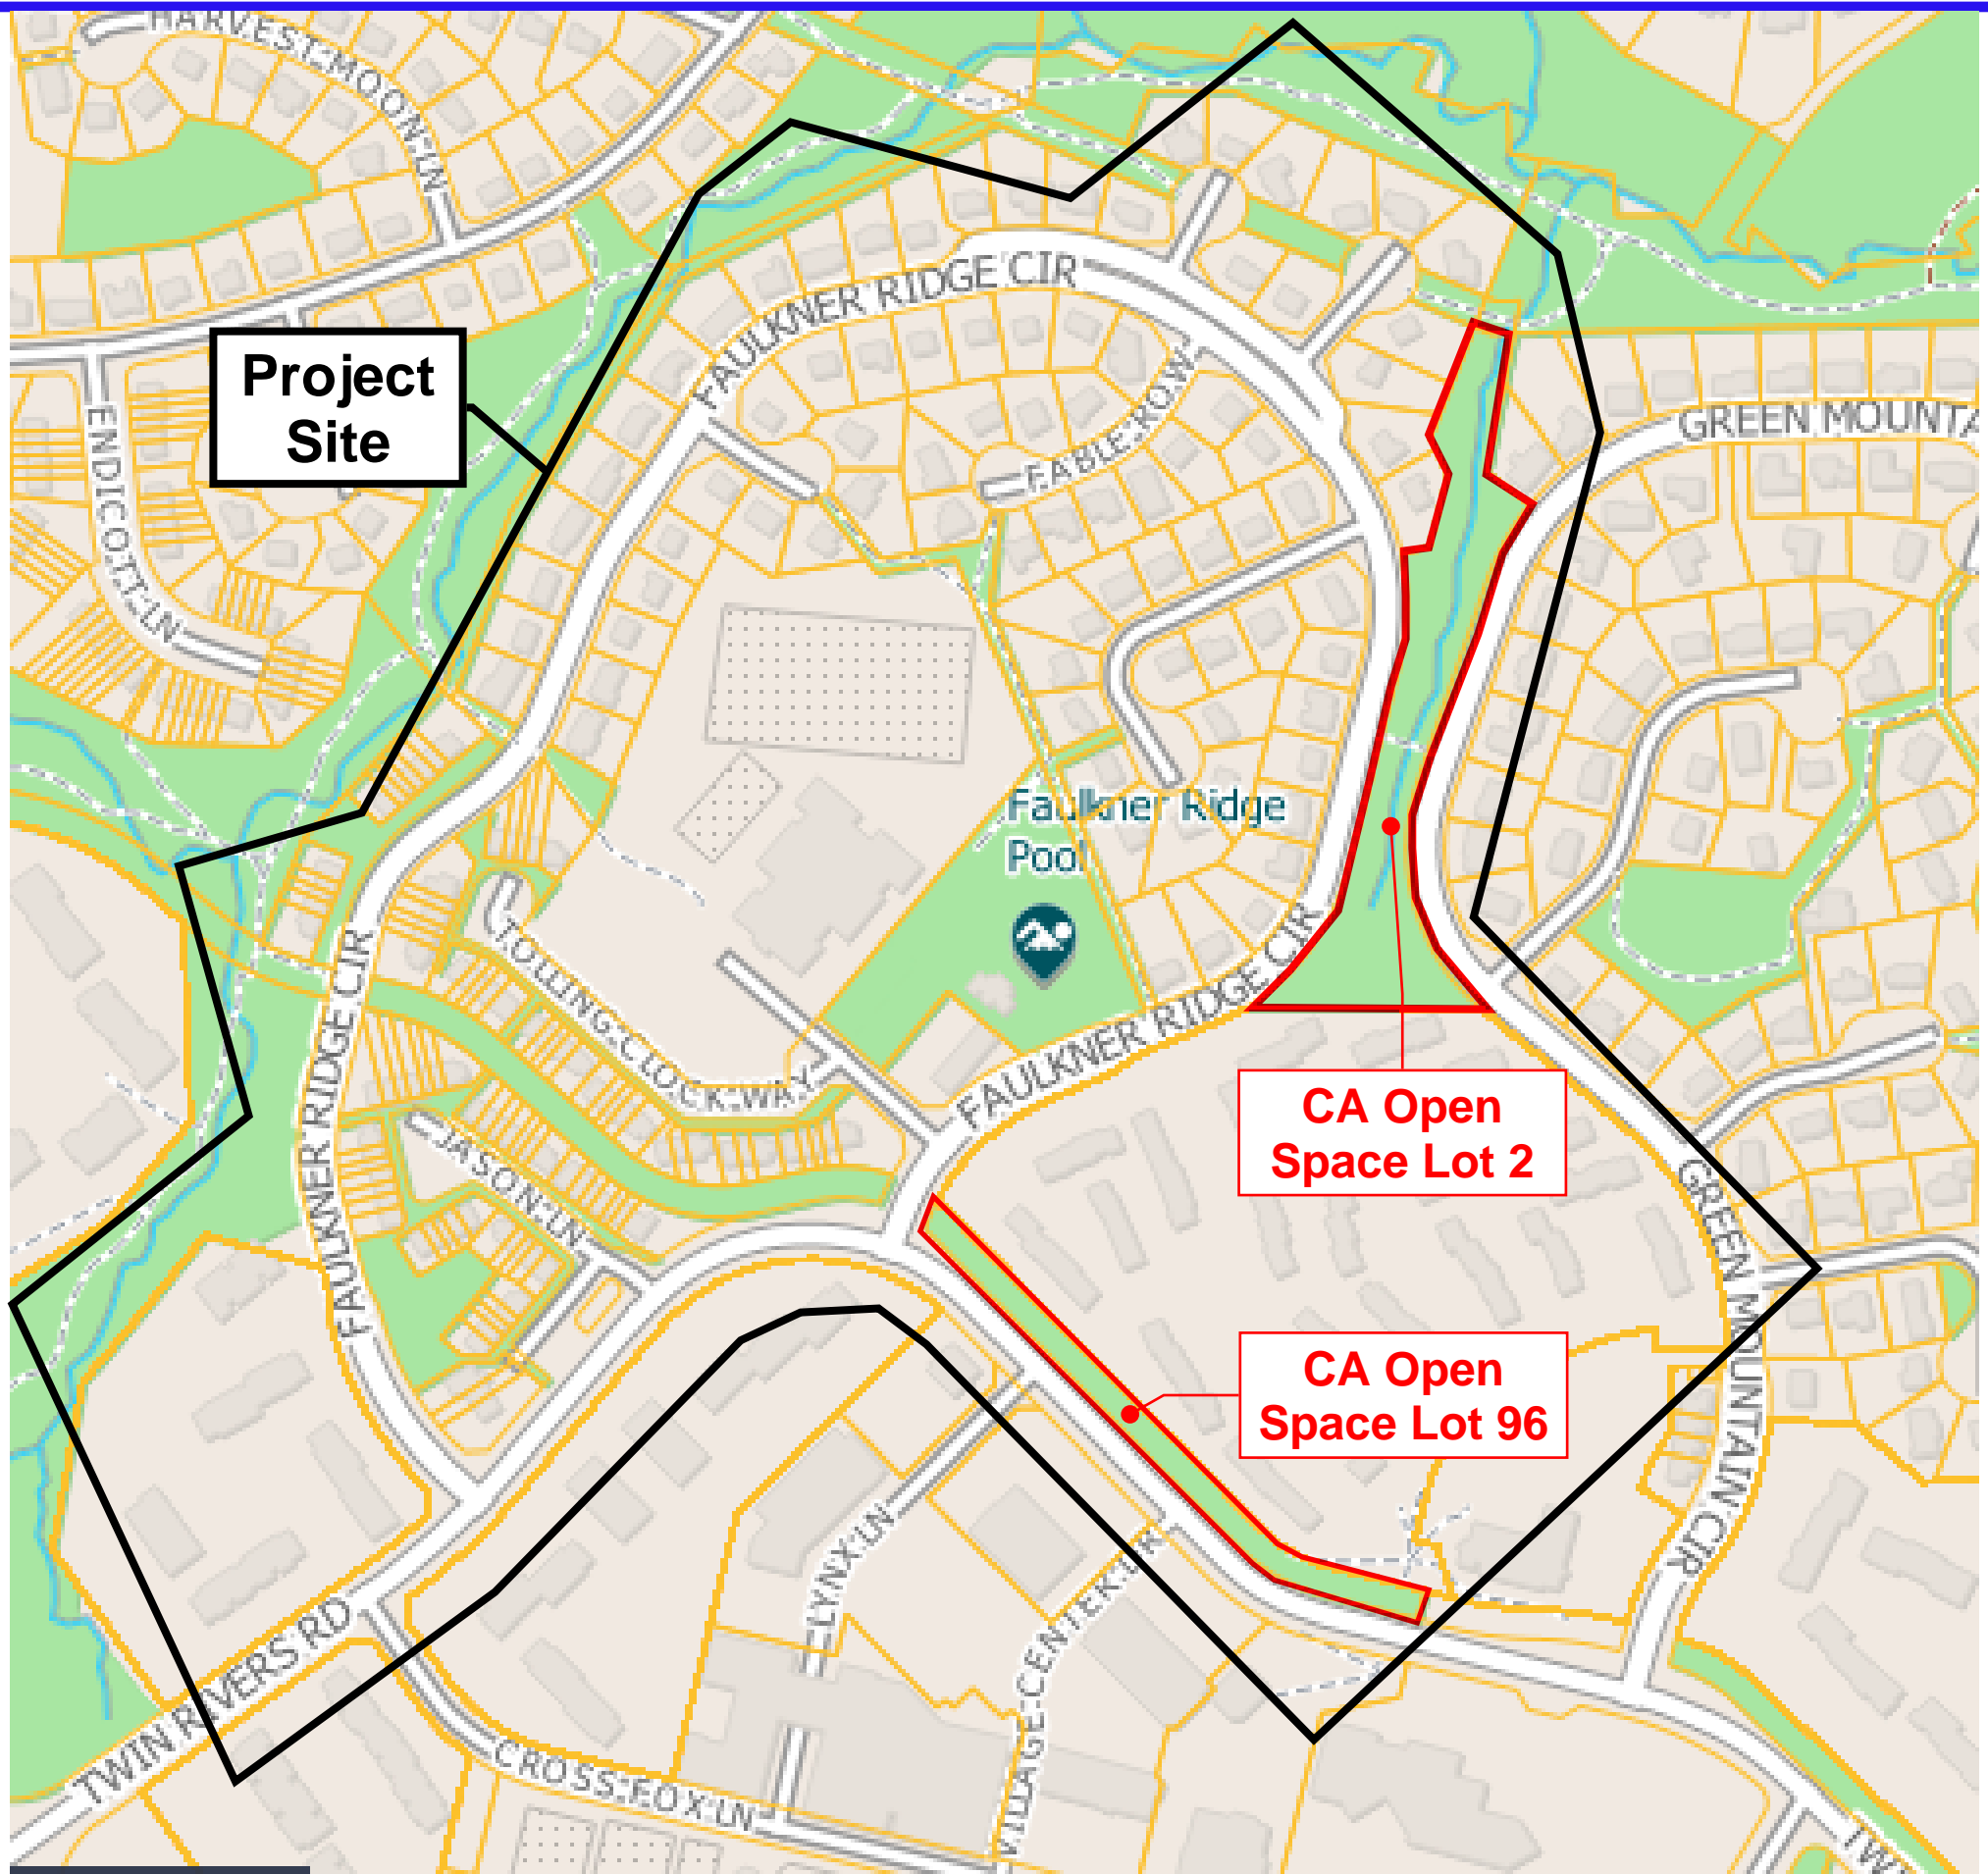 HARVEST MOON LN
FAULKNER RIDGE CIR
Project
Site
GREEN MOUNTA
FABLE ROW
ENDICOTT LN
Faulkner Ridge
Pool
FAULKNER RIDGE CIR
TOLLING CLOCK WAY
FAULKNER RIDGE CIR
CA Open
Space Lot 2
JASON LN
GREEN MOUNTAIN CIR
CA Open
Space Lot 96
LYNX LN
VILLAGE CENTER
TWIN RIVERS RD
CROSS FOX LN
TW